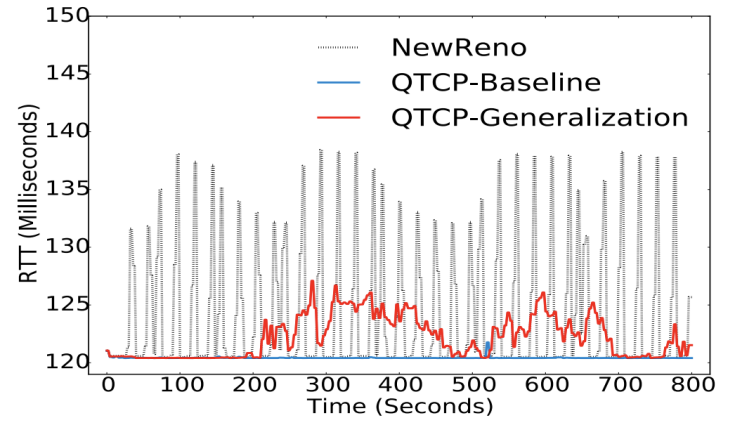 150
145
140
135
130
125
120
RTT (Milliseconds)
NewReno
QTCP-Baseline
QTCP-Generalization
0 100 200 300 400 500 600 700 800
Time (Seconds)